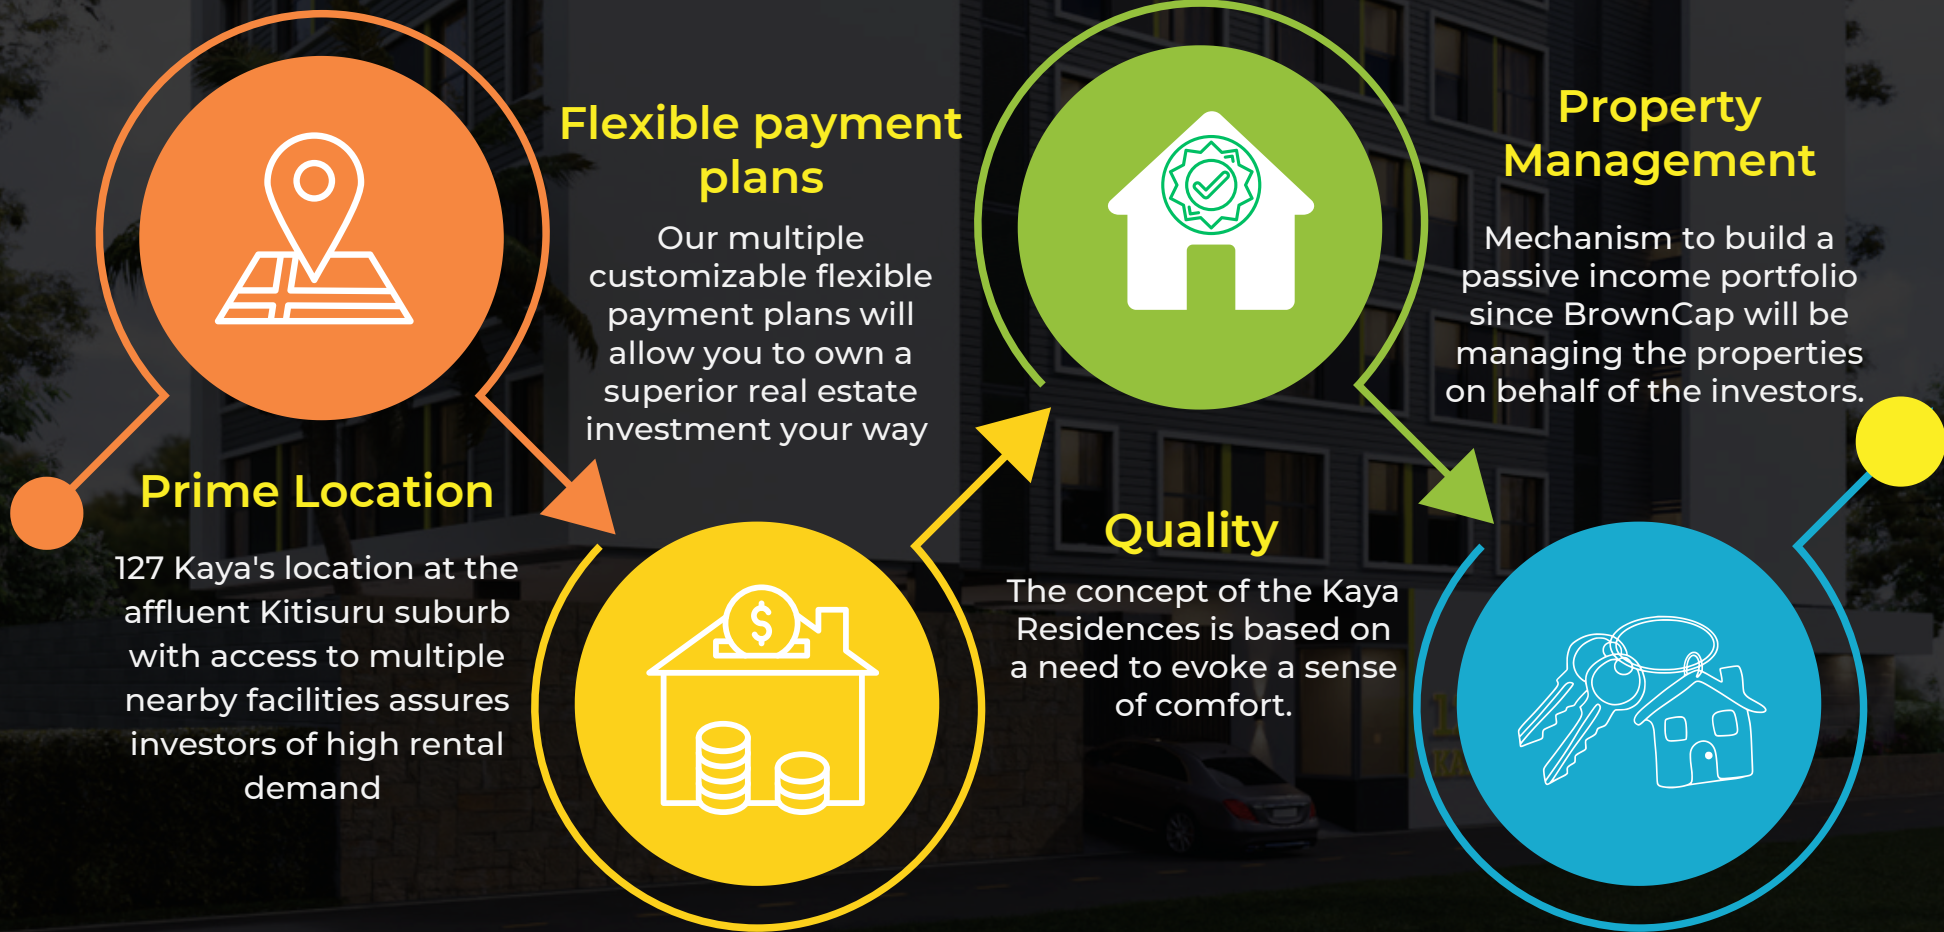 Prime Location
127 Kaya's location at the
affluent Kitisuru suburb
with access to multiple
nearby facilities assures
investors of high rental
demand
Flexible payment
plans
Our multiple
customizable flexible
payment plans will
allow you to own a
superior real estate
investment your way
$
Quality
The concept of the Kaya
Residences is based on
a need to evoke a sense
of comfort.
Property
Management
Mechanism to build a
passive income portfolio
since BrownCap will be
managing the properties
on behalf of the investors.